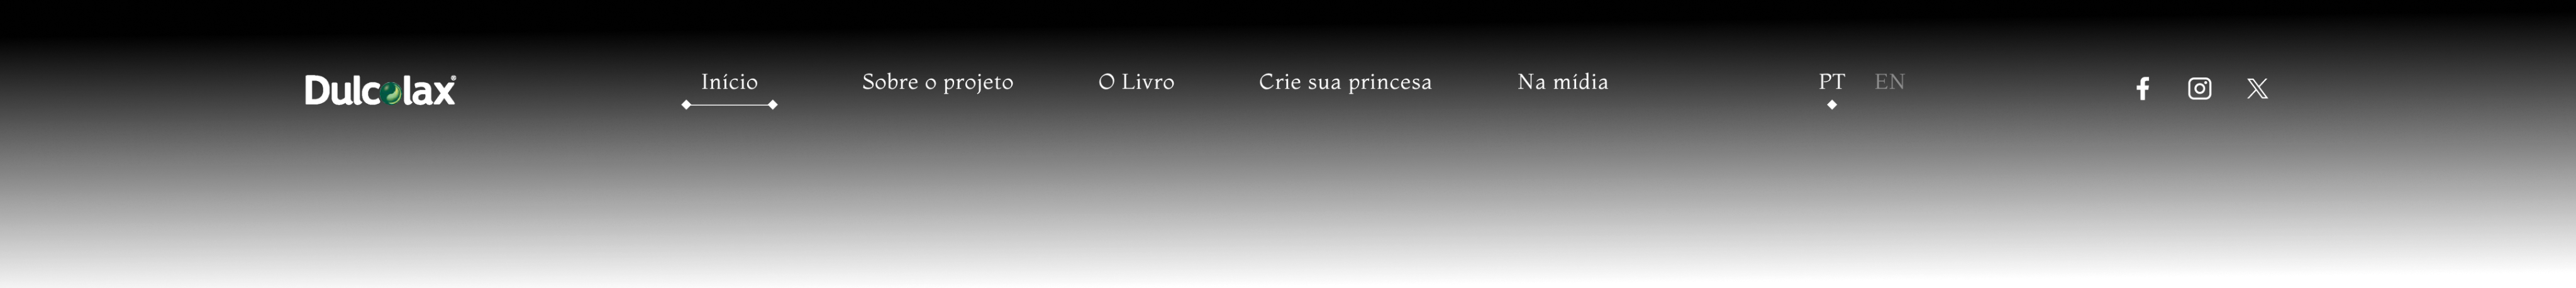 Dulcolax®
Início
Sobre o projeto
O Livro
Crie sua princesa
Na mídia
PT
EN